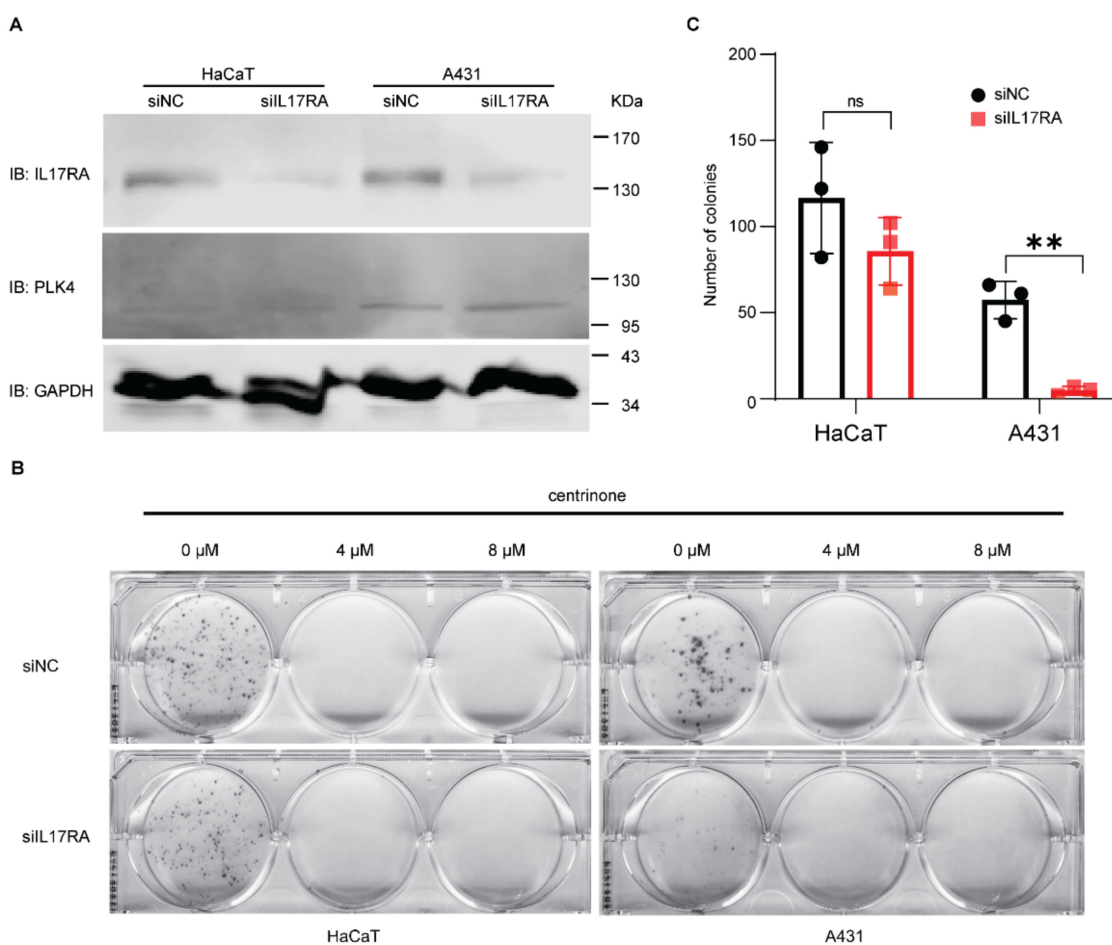 A
HaCaT A431
siNC siIL17RA siNC siIL17RA KDa
IB: IL17RA
170
130
IB: PLK4
130
95
IB: GAPDH
43
34
C
200
150
100
50
0
Number of colonies
ns
**
siNC
siIL17RA
HaCaT A431
B
centrinone
0 µM 4 µM 8 µM 0 µM 4 µM 8 µM
siNC
siIL17RA
HaCaT A431